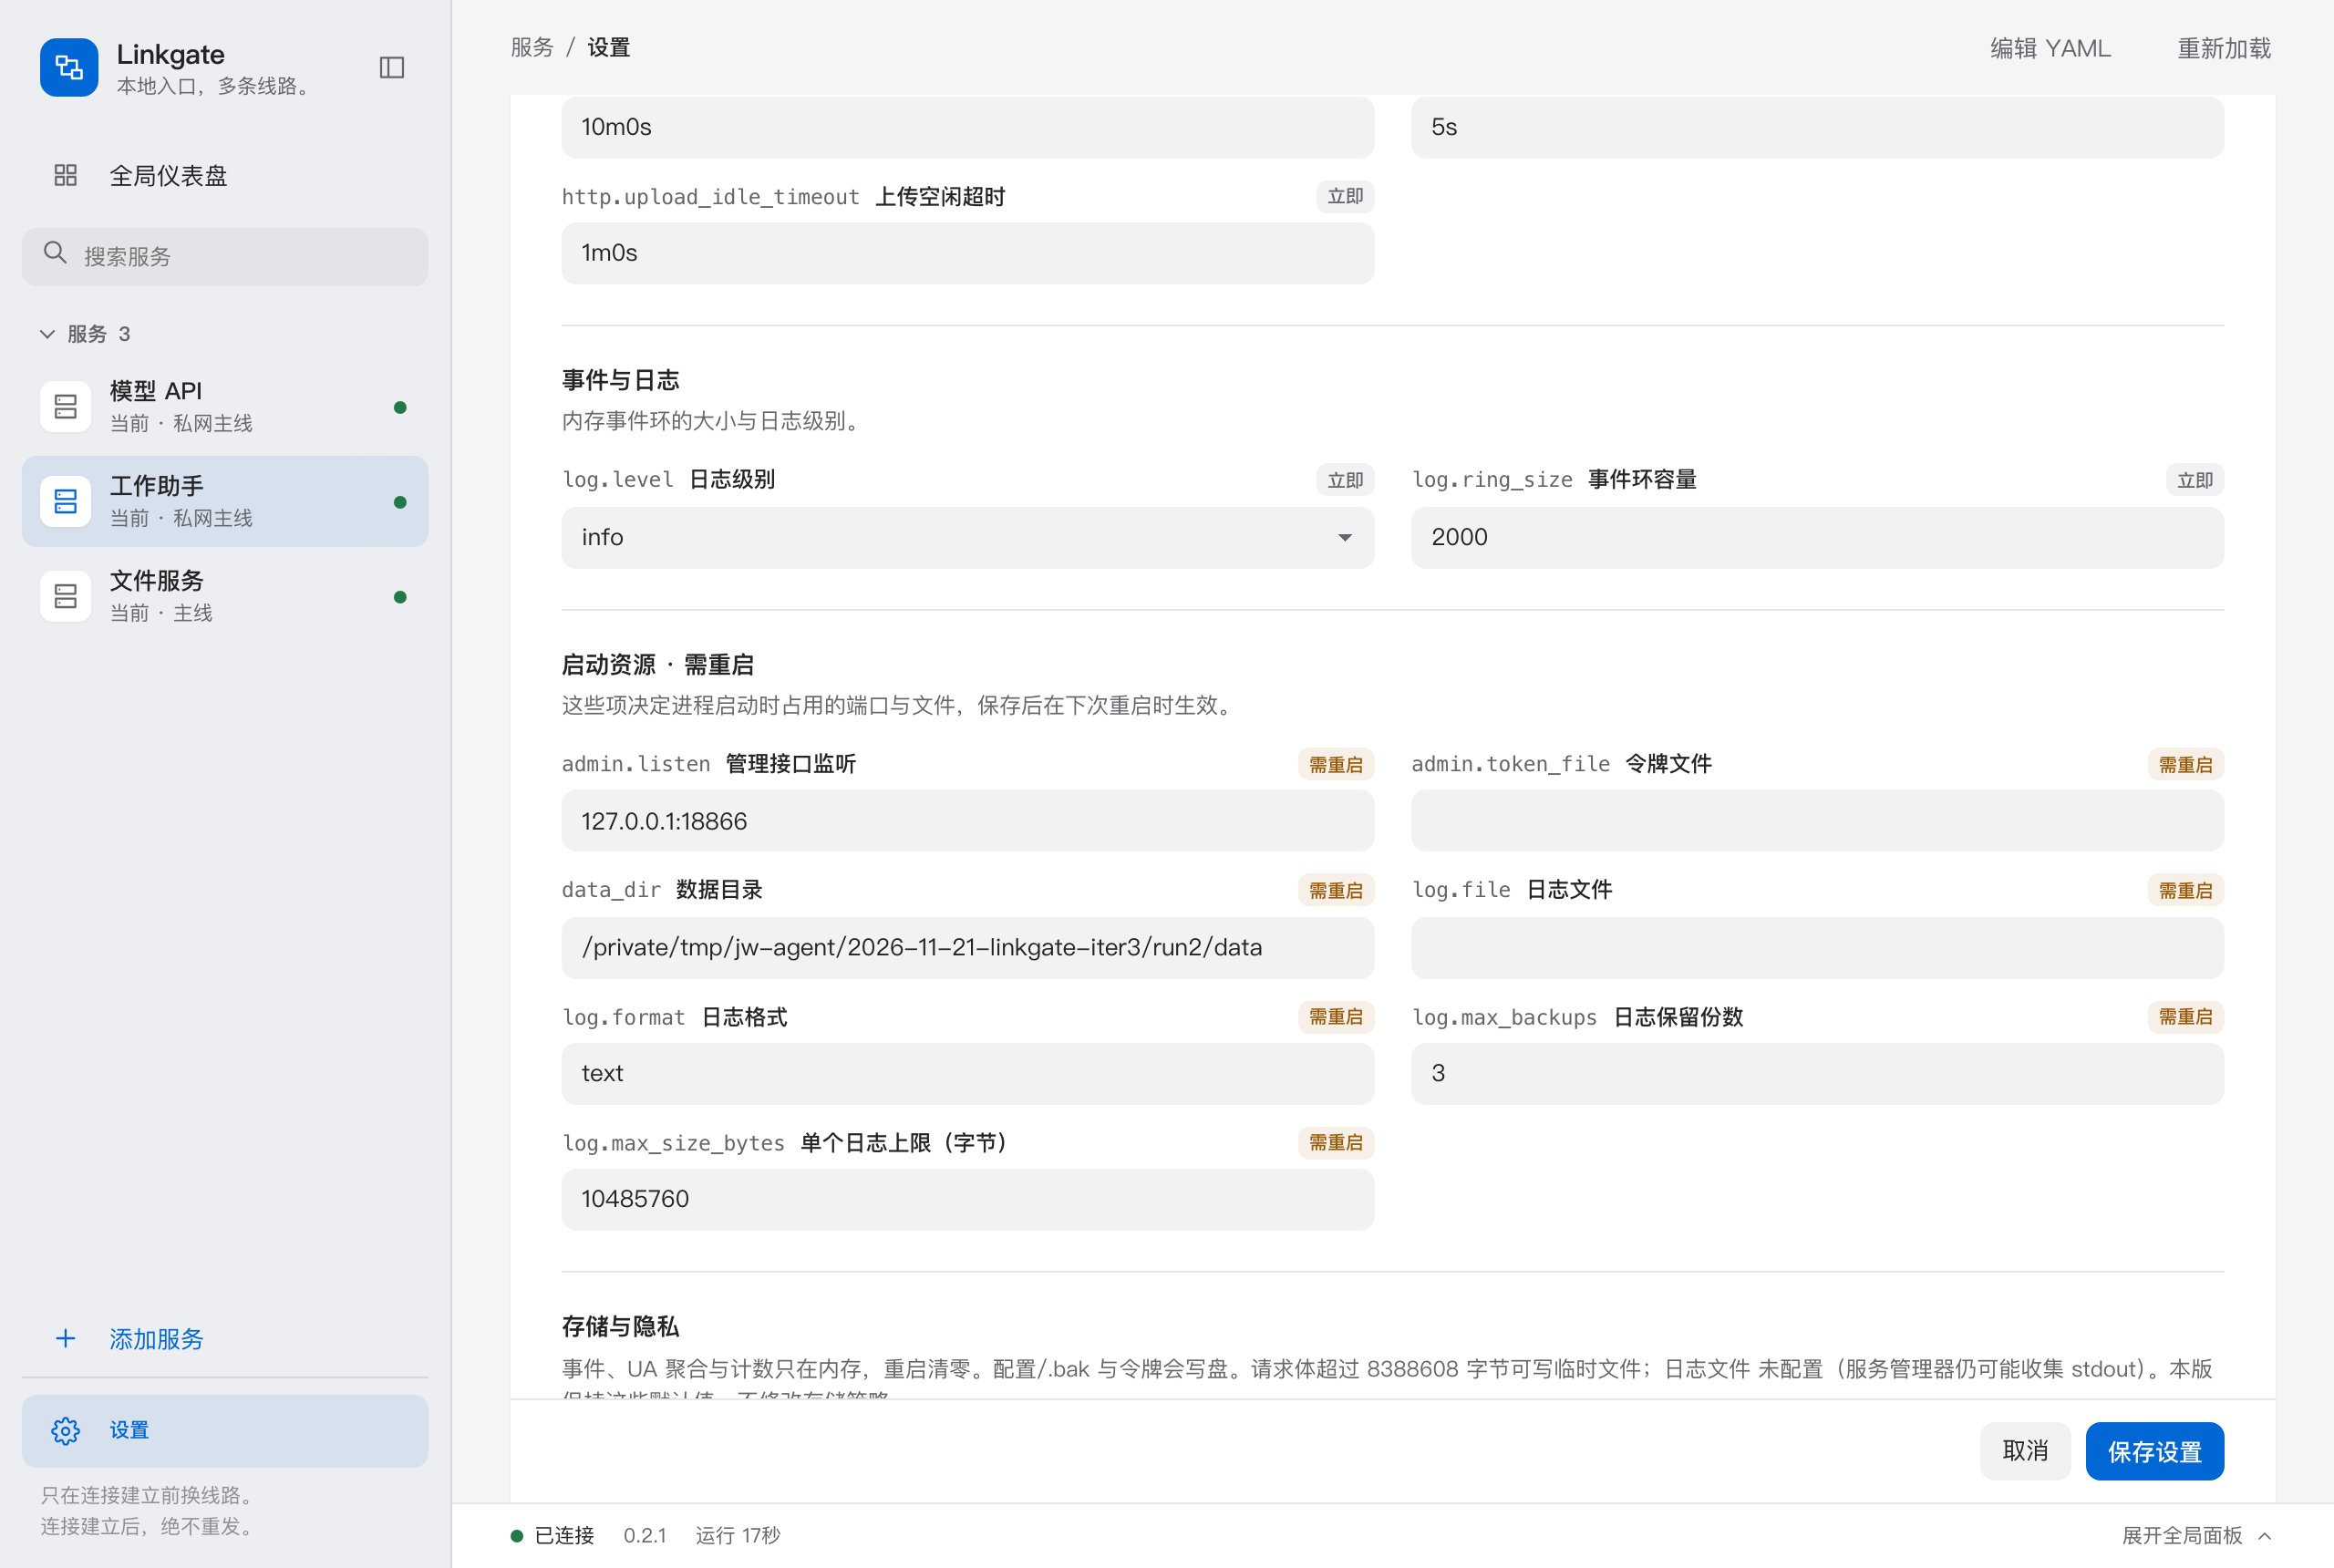 Linkgate
本地入口，多条线路。
全局仪表盘
搜索服务
服务 3
模型 API
当前 · 私网主线
工作助手
当前 · 私网主线
文件服务
当前 · 主线
添加服务
设置
只在连接建立前换线路。
连接建立后，绝不重发。
服务 / 设置
编辑 YAML
重新加载
10m0s
5s
http.upload_idle_timeout 上传空闲超时 立即
1m0s
事件与日志
内存事件环的大小与日志级别。
log.level 日志级别 立即
info
log.ring_size 事件环容量 立即
2000
启动资源 · 需重启
这些项决定进程启动时占用的端口与文件，保存后在下次重启时生效。
admin.listen 管理接口监听 需重启
127.0.0.1:18866
admin.token_file 令牌文件 需重启
data_dir 数据目录 需重启
/private/tmp/jw-agent/2026-11-21-linkgate-iter3/run2/data
log.file 日志文件 需重启
log.format 日志格式 需重启
text
log.max_backups 日志保留份数 需重启
3
log.max_size_bytes 单个日志上限（字节） 需重启
10485760
存储与隐私
事件、UA 聚合与计数只在内存，重启清零。配置/.bak 与令牌会写盘。请求体超过 8388608 字节可写临时文件；日志文件 未配置（服务管理器仍可能收集 stdout）。本版
保持这些默认值，不修改存储策略
取消
保存设置
已连接 0.2.1 运行 17秒
展开全局面板